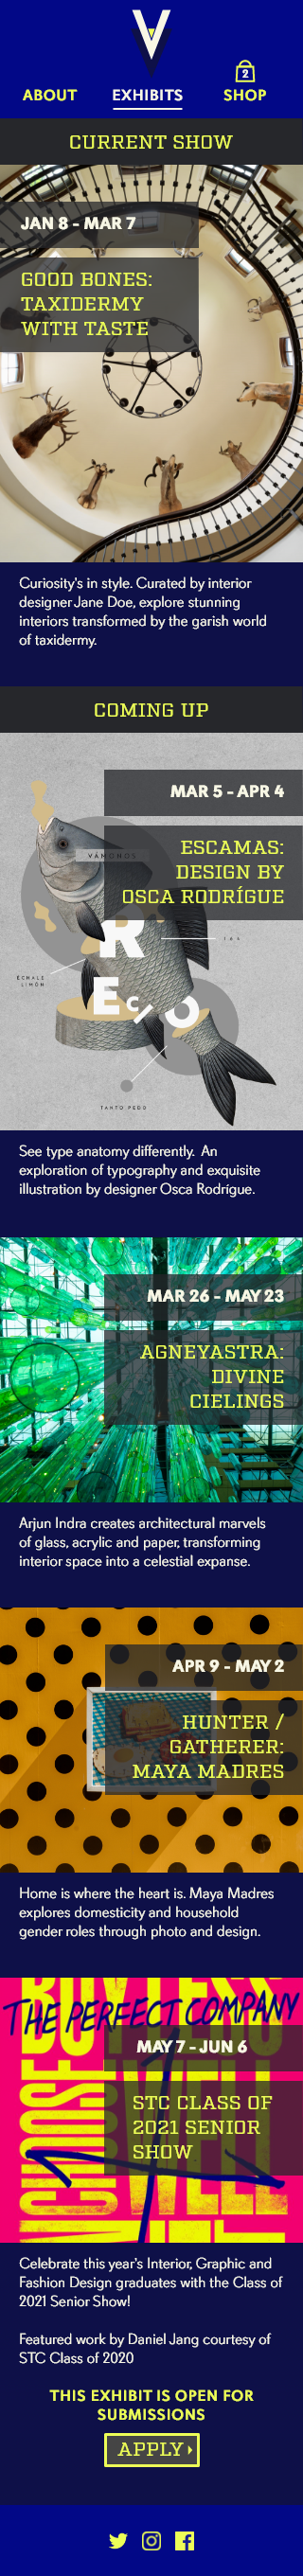 V
2
ABOUT EXHIBITS SHOP
CURRENT SHOW
JAN 8 - MAR 7
GOOD BONES:
TAXIDERMY
WITH TASTE
Curiosity's in style. Curated by interior
designer Jane Doe, explore stunning
interiors transformed by the garish world
of taxidermy.
COMING UP
MAR 5 - APR 4
VÁMONOS
ESCAMAS:
DESIGN BY
OSCA RODRÍGUE
R
ECHALE
LIMÓN
E C / O
TANTO PEDO
See type anatomy differently. An
exploration of typography and exquisite
illustration by designer Osca Rodrígue.
MAR 26 - MAY 23
AGNEYASTRA:
DIVINE
CIELINGS
Arjun Indra creates architectural marvels
of glass, acrylic and paper, transforming
interior space into a celestial expanse.
APR 9 - MAY 2
HUNTER /
GATHERER:
MAYA MADRES
Home is where the heart is. Maya Madres
explores domesticity and household
gender roles through photo and design.
THE PERFECT COMPANY
CHOOSE
WELL
MAY 7 - JUN 6
STC CLASS OF
2021 SENIOR
SHOW
Celebrate this year's Interior, Graphic and
Fashion Design graduates with the Class of
2021 Senior Show!
Featured work by Daniel Jang courtesy of
STC Class of 2020
THIS EXHIBIT IS OPEN FOR
SUBMISSIONS
APPLY